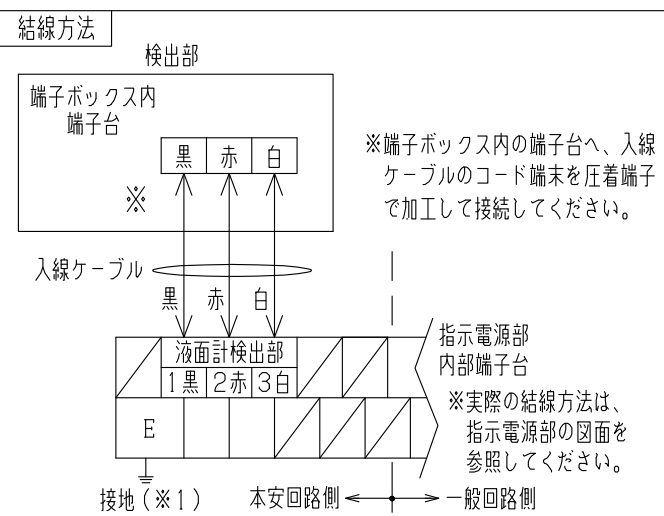 結線方法
検出部
端子ボックス内
端子台
黒 赤 白
※
※端子ボックス内の端子台へ、入線
ケーブルのコード端末を圧着端子
で加工して接続してください。
入線ケーブル
黒 赤 白
液面計検出部
1黒 2赤 3白
E
指示電源部
内部端子台
※実際の結線方法は、
指示電源部の図面を
参照してください。
接地(※1)
本安回路側
一般回路側